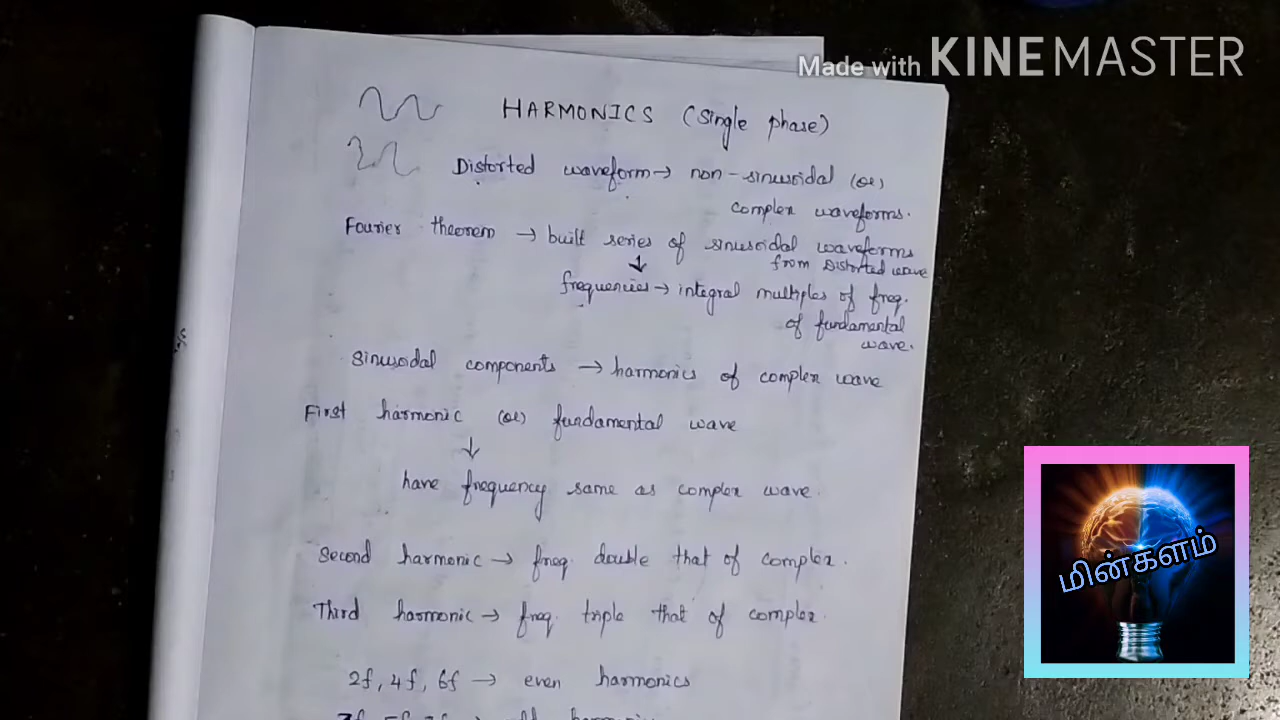 Made with KINEMASTER
HARMONICS (single phase)
Distorted waveform → non-sinusoidal (or)
complex waveforms.
Fourier theorem → built series of sinusoidal waveforms
from Distorted wave
↓
frequencies → integral multiples of freq.
of fundamental
wave.
Sinusoidal components → harmonics of complex wave
First harmonic (or) fundamental wave
↓
have frequency same as complex wave.
Second harmonic → freq. double that of complex.
Third harmonic → freq. triple that of complex.
2f, 4f, 6f → even harmonics
மின்களம்